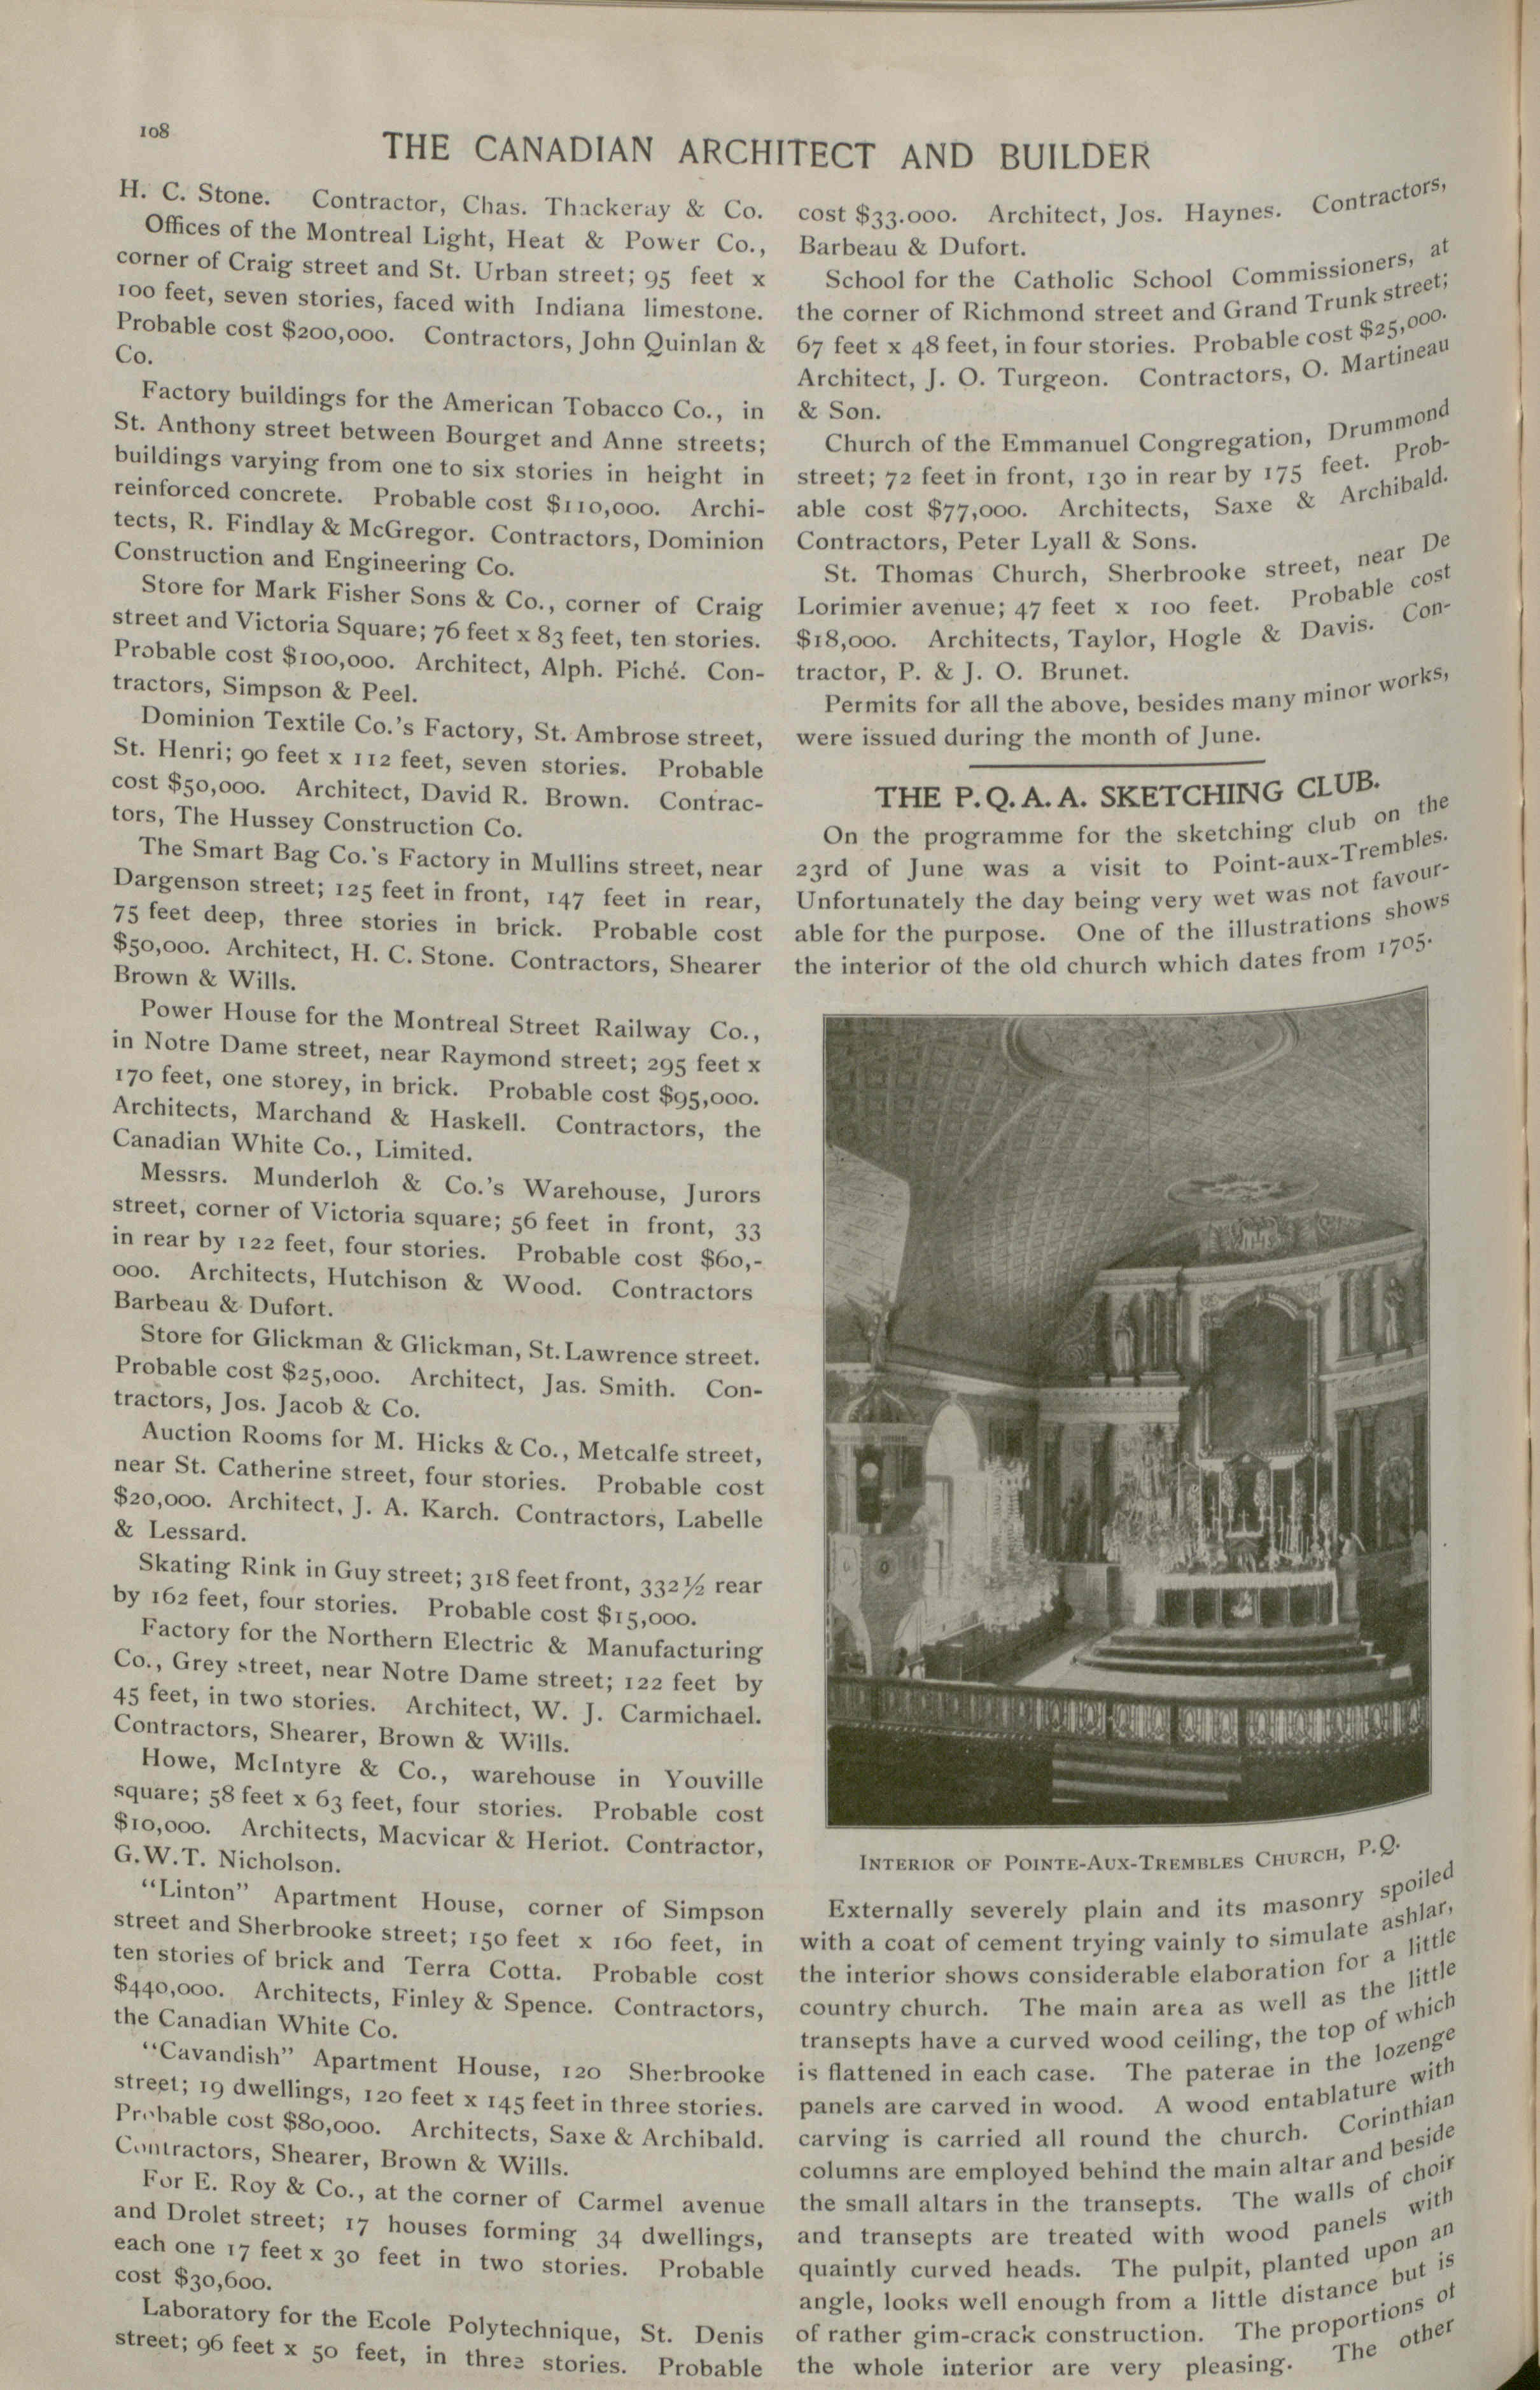 108
THE CANADIAN ARCHITECT AND BUILDER
H. C. Stone. Contractor, Chas. Thackeray & Co.
Offices of the Montreal Light, Heat & Power Co.,
corner of Craig street and St. Urban street; 95 feet x
100 feet, seven stories, faced with Indiana limestone.
Probable cost $200,000. Contractors, John Quinlan &
Co.
Factory buildings for the American Tobacco Co., in
St. Anthony street between Bourget and Anne streets;
buildings varying from one to six stories in height in
reinforced concrete. Probable cost $110,000. Archi-
tects, R. Findlay & McGregor. Contractors, Dominion
Construction and Engineering Co.
Store for Mark Fisher Sons & Co., corner of Craig
street and Victoria Square; 76 feet x 83 feet, ten stories.
Probable cost $100,000. Architect, Alph. Piché. Con-
tractors, Simpson & Peel.
Dominion Textile Co.'s Factory, St. Ambrose street,
St. Henri; 90 feet x 112 feet, seven stories. Probable
cost $50,000. Architect, David R. Brown. Contrac-
tors, The Hussey Construction Co.
The Smart Bag Co.'s Factory in Mullins street, near
Dargenson street; 125 feet in front, 147 feet in rear,
75 feet deep, three stories in brick. Probable cost
$50,000. Architect, H. C. Stone. Contractors, Shearer
Brown & Wills.
Power House for the Montreal Street Railway Co.,
in Notre Dame street, near Raymond street; 295 feet x
170 feet, one storey, in brick. Probable cost $95,000.
Architects, Marchand & Haskell. Contractors, the
Canadian White Co., Limited.
Messrs. Munderloh & Co.'s Warehouse, Jurors
street, corner of Victoria square; 56 feet in front, 33
in rear by 122 feet, four stories. Probable cost $60,-
000. Architects, Hutchison & Wood. Contractors
Barbeau & Dufort.
Store for Glickman & Glickman, St. Lawrence street.
Probable cost $25,000. Architect, Jas. Smith. Con-
tractors, Jos. Jacob & Co.
Auction Rooms for M. Hicks & Co., Metcalfe street,
near St. Catherine street, four stories. Probable cost
$20,000. Architect, J. A. Karch. Contractors, Labelle
& Lessard.
Skating Rink in Guy street; 318 feet front, 332½ rear
by 162 feet, four stories. Probable cost $15,000.
Factory for the Northern Electric & Manufacturing
Co., Grey street, near Notre Dame street; 122 feet by
45 feet, in two stories. Architect, W. J. Carmichael.
Contractors, Shearer, Brown & Wills.
Howe, McIntyre & Co., warehouse in Youville
square; 58 feet x 63 feet, four stories. Probable cost
$10,000. Architects, Macvicar & Heriot. Contractor,
G.W.T. Nicholson.
"Linton" Apartment House, corner of Simpson
street and Sherbrooke street; 150 feet x 160 feet, in
ten stories of brick and Terra Cotta. Probable cost
$440,000. Architects, Finley & Spence. Contractors,
the Canadian White Co.
"Cavandish" Apartment House, 120 Sherbrooke
street; 19 dwellings, 120 feet x 145 feet in three stories.
Probable cost $80,000. Architects, Saxe & Archibald.
Contractors, Shearer, Brown & Wills.
For E. Roy & Co., at the corner of Carmel avenue
and Drolet street; 17 houses forming 34 dwellings,
each one 17 feet x 30 feet in two stories. Probable
cost $30,600.
Laboratory for the Ecole Polytechnique, St. Denis
street; 96 feet x 50 feet, in three stories. Probable
cost $33.000. Architect, Jos. Haynes. Contractors,
Barbeau & Dufort.
School for the Catholic School Commissioners, at
the corner of Richmond street and Grand Trunk street;
67 feet x 48 feet, in four stories. Probable cost $25,000.
Architect, J. O. Turgeon. Contractors, O. Martineau
& Son.
Church of the Emmanuel Congregation, Drummond
street; 72 feet in front, 130 in rear by 175 feet. Prob-
able cost $77,000. Architects, Saxe & Archibald.
Contractors, Peter Lyall & Sons.
St. Thomas Church, Sherbrooke street, near De
Lorimier avenue; 47 feet x 100 feet. Probable cost
$18,000. Architects, Taylor, Hogle & Davis. Con-
tractor, P. & J. O. Brunet.
Permits for all the above, besides many minor works,
were issued during the month of June.
THE P.Q.A.A. SKETCHING CLUB.
On the programme for the sketching club on the
23rd of June was a visit to Point-aux-Trembles.
Unfortunately the day being very wet was not favour-
able for the purpose. One of the illustrations shows
the interior of the old church which dates from 1705.
INTERIOR OF POINTE-AUX-TREMBLES CHURCH, P.Q.
Externally severely plain and its masonry spoiled
with a coat of cement trying vainly to simulate ashlar,
the interior shows considerable elaboration for a little
country church. The main area as well as the little
transepts have a curved wood ceiling, the top of which
is flattened in each case. The paterae in the lozenge
panels are carved in wood. A wood entablature with
carving is carried all round the church. Corinthian
columns are employed behind the main altar and beside
the small altars in the transepts. The walls of choir
and transepts are treated with wood panels with
quaintly curved heads. The pulpit, planted upon an
angle, looks well enough from a little distance but is
of rather gim-crack construction. The proportions of
the whole interior are very pleasing. The other